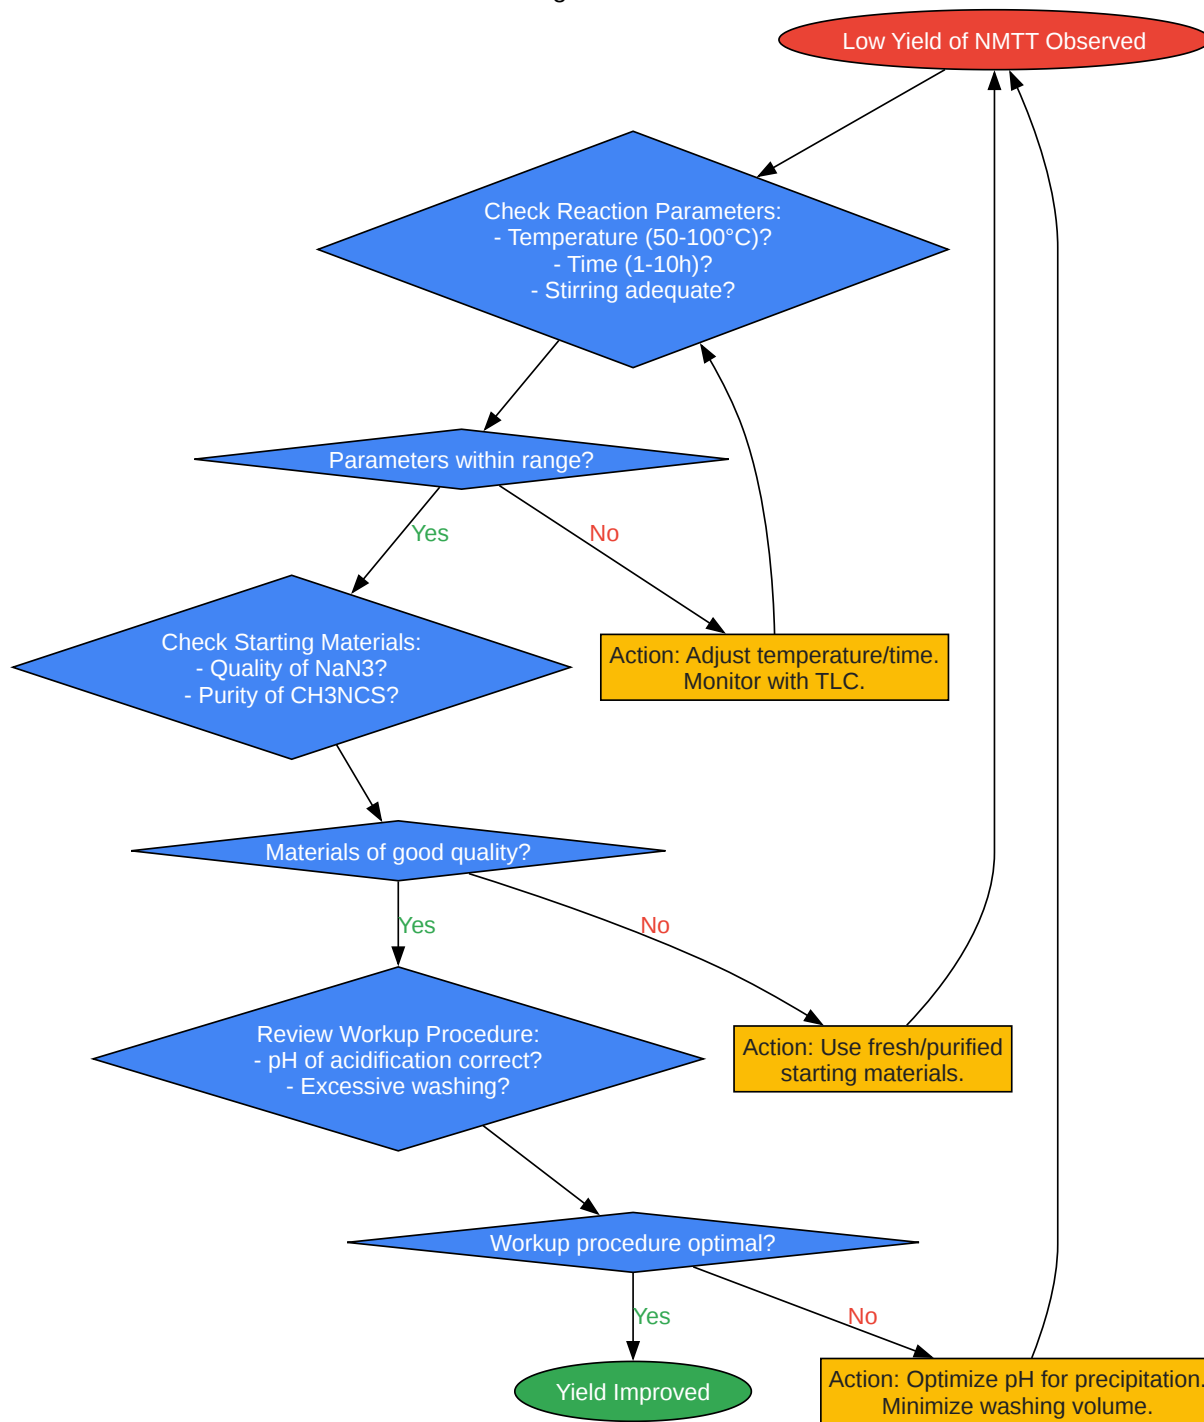 Low Yield of NMTT Observed
Check Reaction Parameters:
- Temperature (50-100°C)?
- Time (1-10h)?
- Stirring adequate?
Parameters within range?
Yes
No
Check Starting Materials:
- Quality of NaN3?
- Purity of CH3NCS?
Action: Adjust temperature/time.
Monitor with TLC.
Materials of good quality?
Yes
No
Review Workup Procedure:
- pH of acidification correct?
- Excessive washing?
Action: Use fresh/purified
starting materials.
Workup procedure optimal?
Yes
No
Yield Improved
Action: Optimize pH for precipitation.
Minimize washing volume.